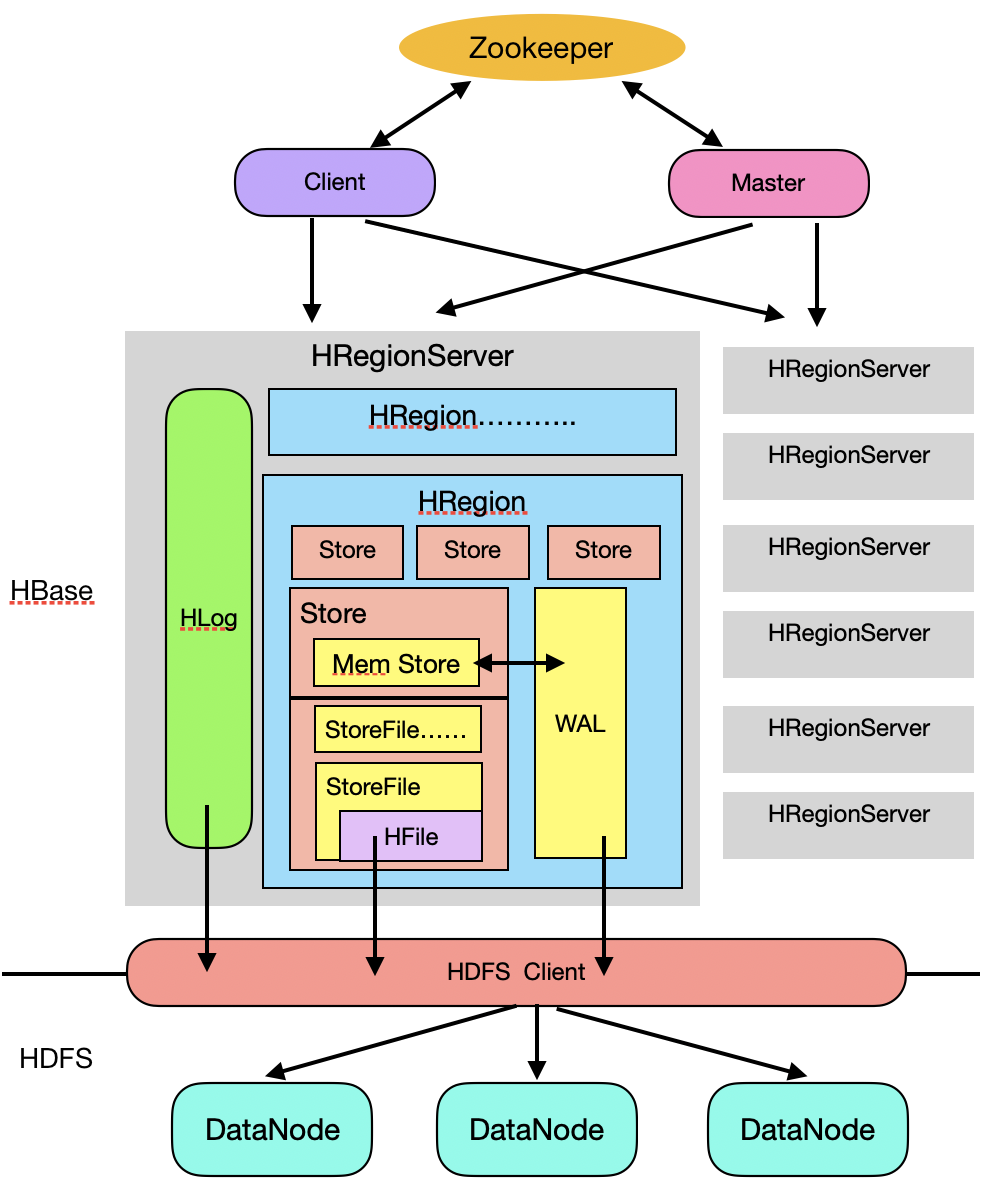 Zookeeper
Client
Master
HRegionServer
HRegion...........
HRegion
Store
Store
Store
Store
Mem Store
StoreFile......
StoreFile
HFile
WAL
HLog
HBase
HRegionServer
HRegionServer
HRegionServer
HRegionServer
HRegionServer
HRegionServer
HDFS Client
HDFS
DataNode
DataNode
DataNode